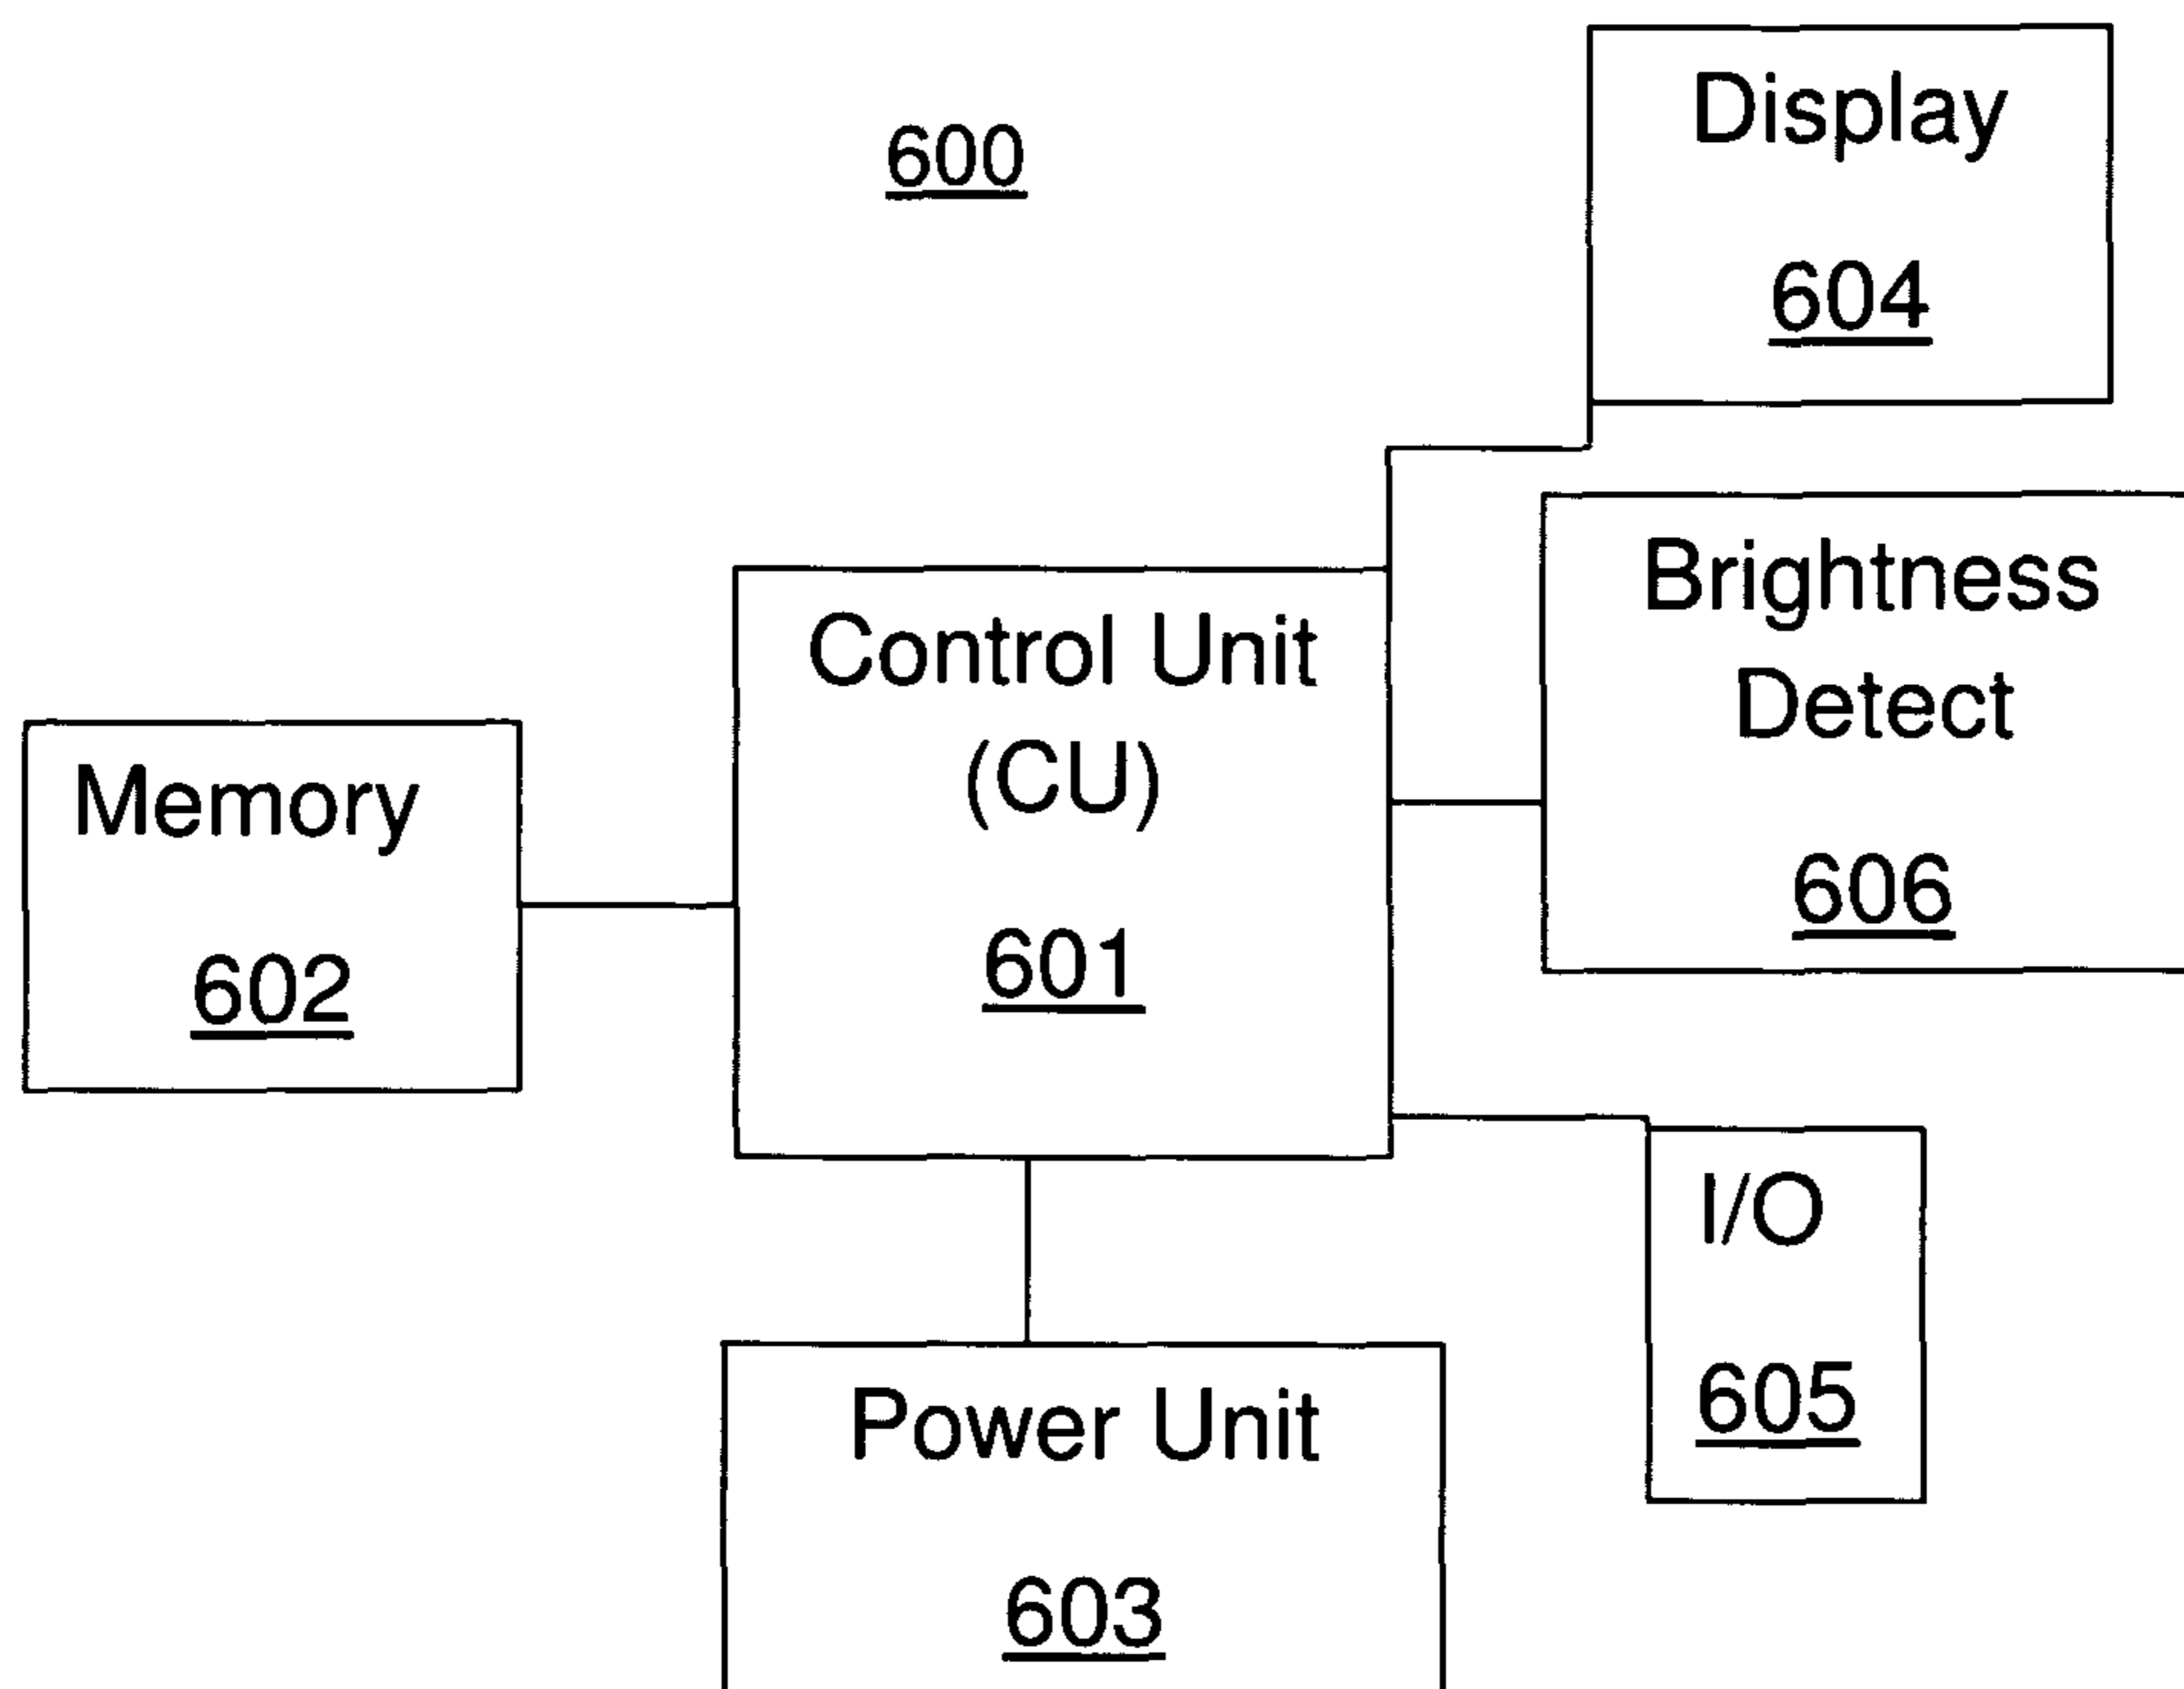 600
Display
604
Brightness
Detect
606
Control Unit
(CU)
601
Memory
602
I/O
605
Power Unit
603